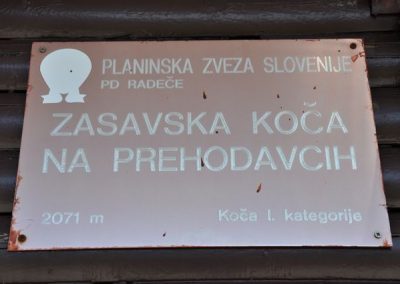 PLANINSKA ZVEZA SLOVENIJE
PD RADEČE
ZASAVSKA KOČA
NA PREHODAVCIH
2071 m Koča I. kategorije